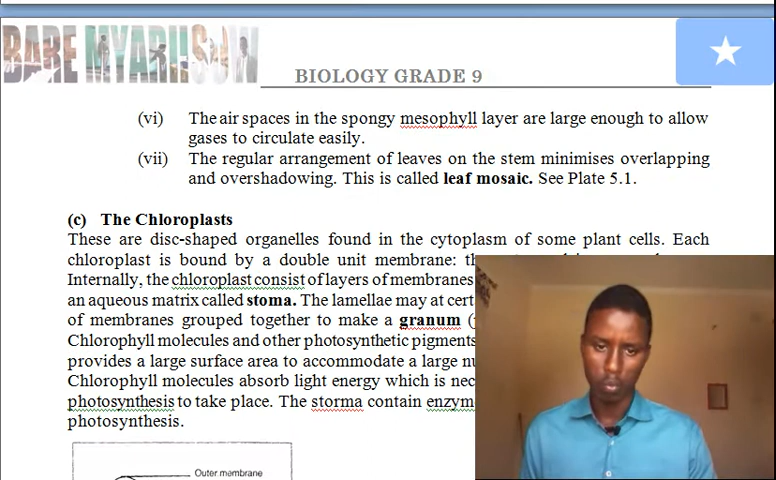 BARE MYARHSOW
BIOLOGY GRADE 9
(vi) The air spaces in the spongy mesophyll layer are large enough to allow
gases to circulate easily.
(vii) The regular arrangement of leaves on the stem minimises overlapping
and overshadowing. This is called leaf mosaic. See Plate 5.1.
(c) The Chloroplasts
These are disc-shaped organelles found in the cytoplasm of some plant cells. Each
chloroplast is bound by a double unit membrane:
Internally, the chloroplast consist of layers of membranes
an aqueous matrix called stoma. The lamellae may at cert
of membranes grouped together to make a granum (
Chlorophyll molecules and other photosynthetic pigments
provides a large surface area to accommodate a large nu
Chlorophyll molecules absorb light energy which is nec
photosynthesis to take place. The storma contain enzym
photosynthesis.
Outer membrane